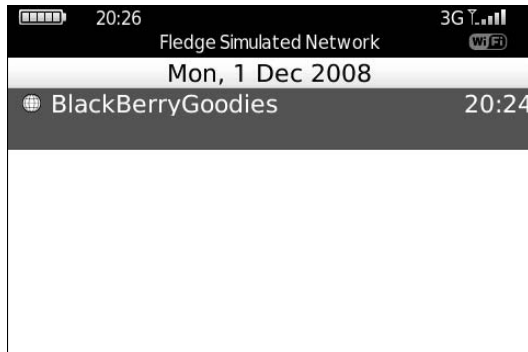 20:26 3G
Fledge Simulated Network WiFi
Mon, 1 Dec 2008
BlackBerryGoodies 20:24